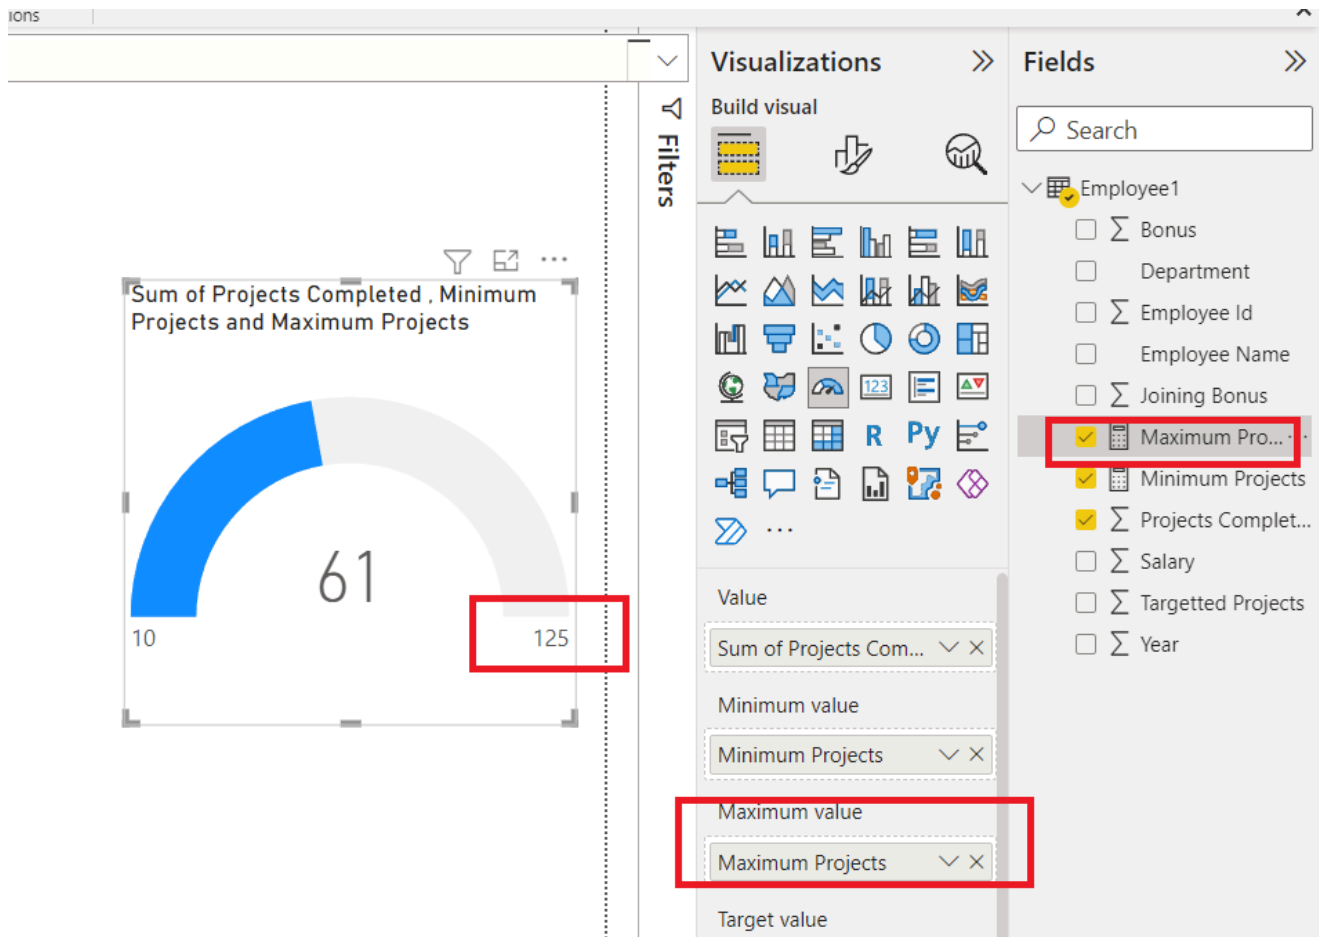 ions
Filters
Sum of Projects Completed , Minimum
Projects and Maximum Projects
61
10
125
Visualizations
Build visual
123
R
Py
Value
Sum of Projects Com...
Minimum value
Minimum Projects
Maximum value
Maximum Projects
Target value
Fields
Search
Employee1
Bonus
Department
Employee Id
Employee Name
Joining Bonus
Maximum Pro...
Minimum Projects
Projects Complet...
Salary
Targetted Projects
Year